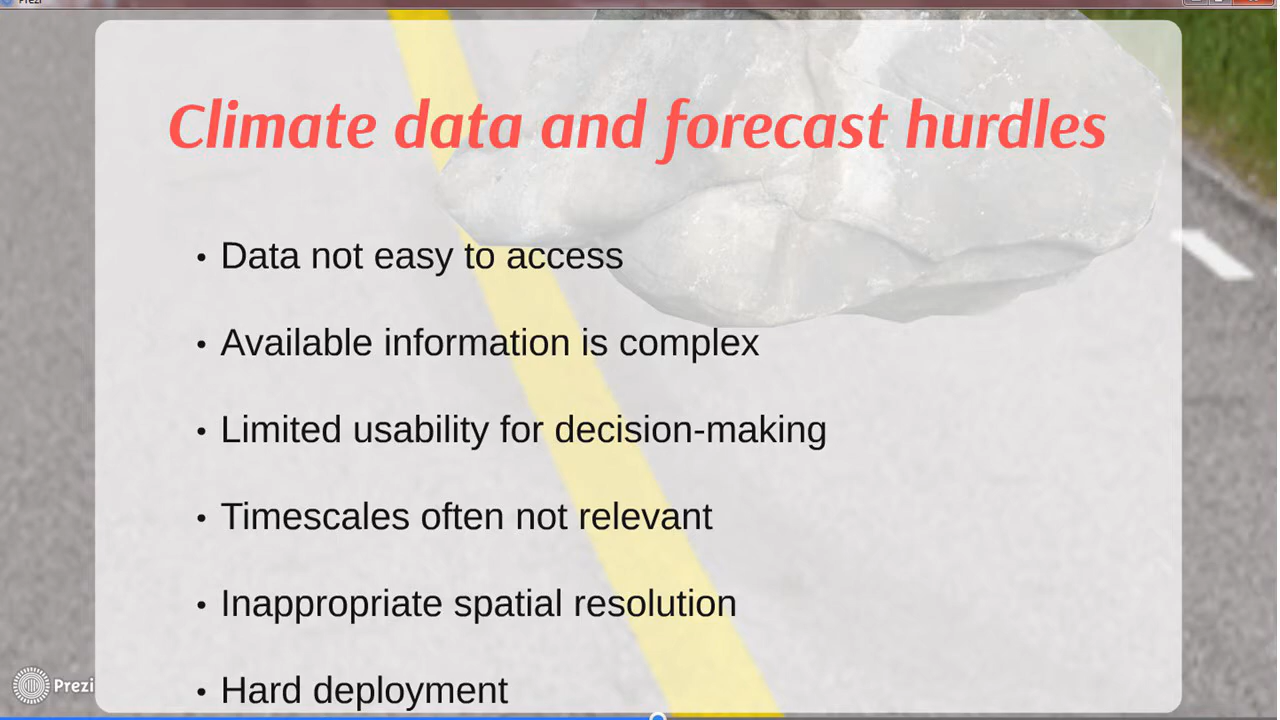 Prezi
Climate data and forecast hurdles
• Data not easy to access
• Available information is complex
• Limited usability for decision-making
• Timescales often not relevant
• Inappropriate spatial resolution
• Hard deployment
Prezi